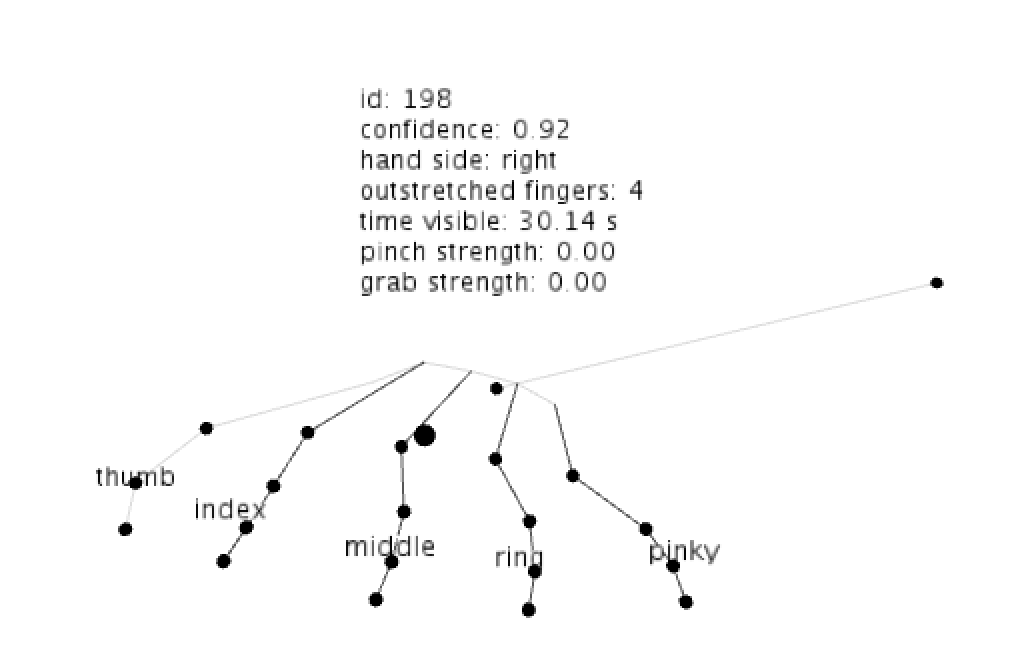 id: 198
confidence: 0.92
hand side: right
outstretched fingers: 4
time visible: 30.14 s
pinch strength: 0.00
grab strength: 0.00
thumb
index
middle
ring
pinky